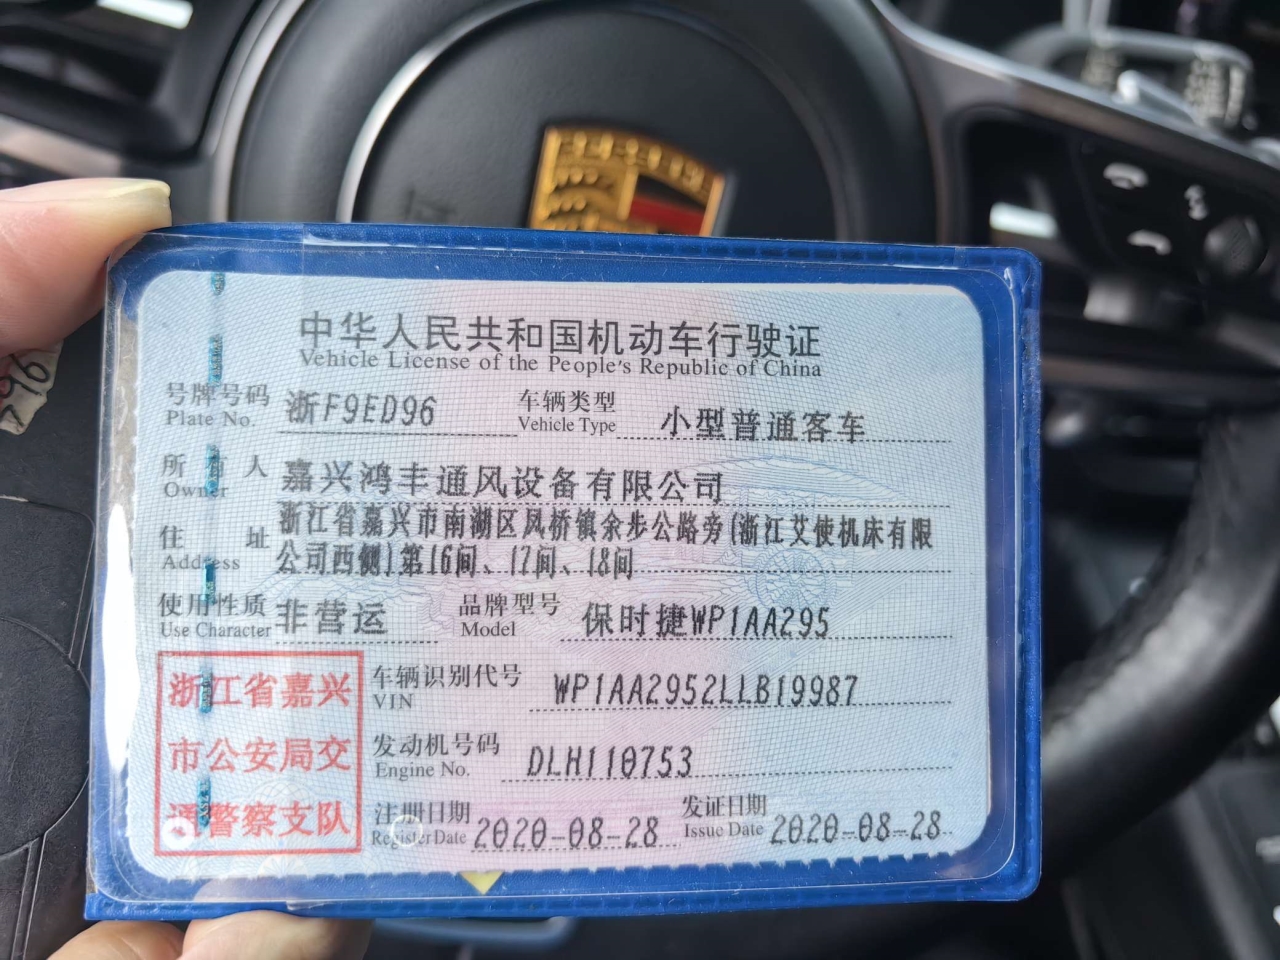 中华人民共和国机动车行驶证
Vehicle License of the People's Republic of China
号牌号码 浙F9ED96 车辆类型 小型普通客车
Plate No. Vehicle Type
所有人 嘉兴鸿丰通风设备有限公司
Owner
住址 浙江省嘉兴市南湖区凤桥镇余步公路旁(浙江艾使机床有限
Address 公司西侧)第16间、17间、18间
使用性质 非营运 品牌型号 保时捷WP1AA295
Use Character Model
浙江省嘉兴
市公安局交
通警察支队
车辆识别代号 WP1AA2952LLB19987
VIN
发动机号码 DLH110753
Engine No.
注册日期 2020-08-28 发证日期 2020-08-28
Register Date Issue Date